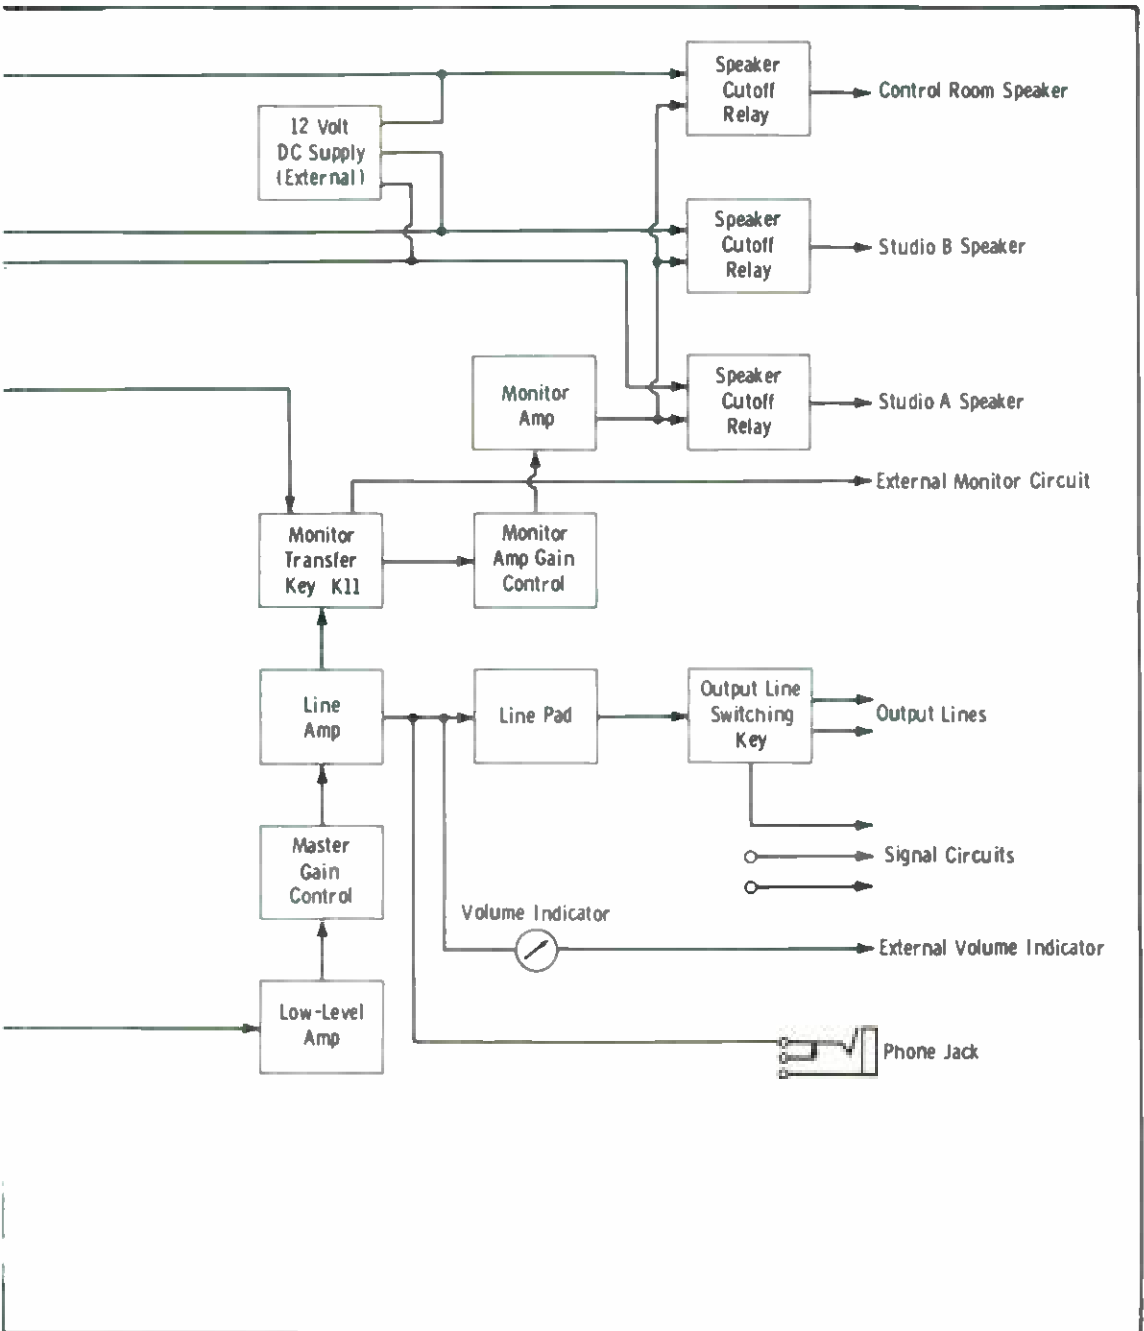 Speaker
Cutoff
Relay
Control Room Speaker
12 Volt
DC Supply
(External)
Speaker
Cutoff
Relay
Studio B Speaker
Speaker
Cutoff
Relay
Studio A Speaker
Monitor
Amp
External Monitor Circuit
Monitor
Transfer
Key K11
Monitor
Amp Gain
Control
Line
Amp
Line Pad
Output Line
Switching
Key
Output Lines
Master
Gain
Control
Signal Circuits
Volume Indicator
External Volume Indicator
Low-Level
Amp
Phone Jack